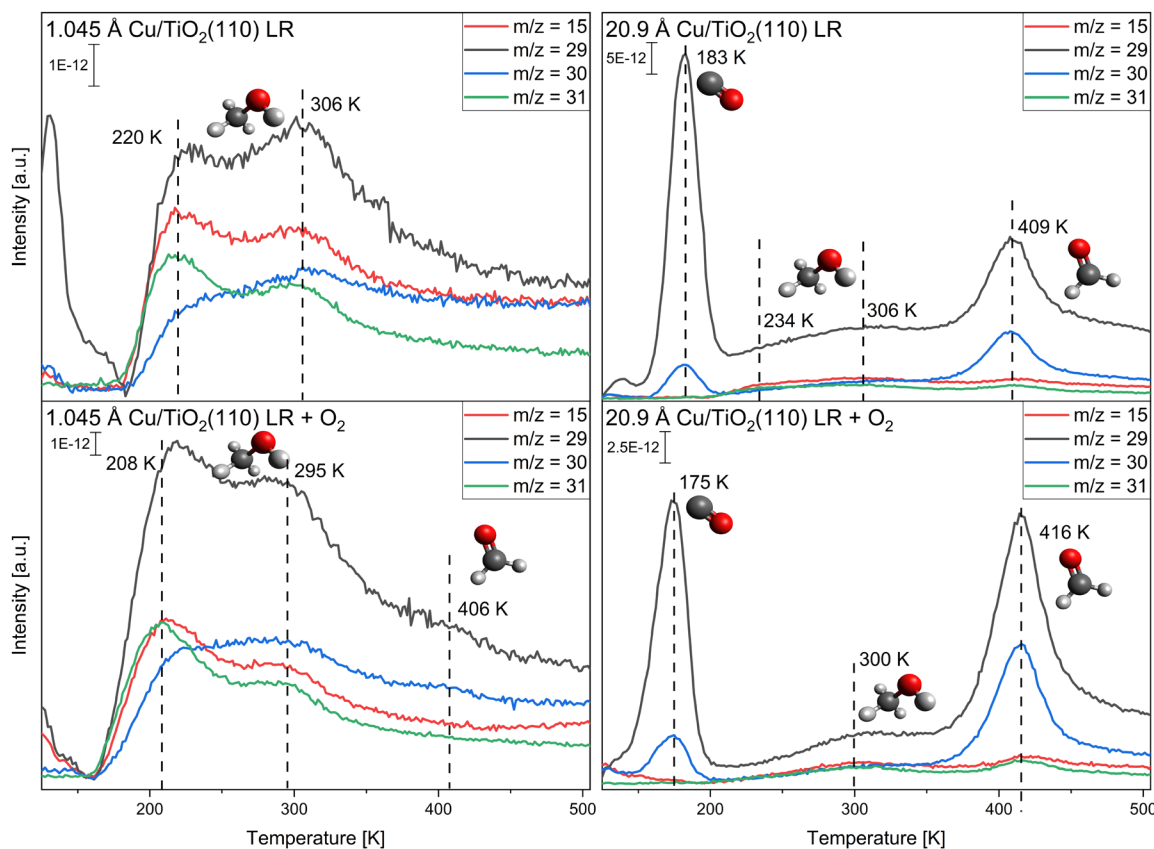 1.045 Å Cu/TiO2(110) LR
1E-12
m/z = 15
m/z = 29
m/z = 30
m/z = 31
220 K
306 K
Intensity [a.u.]
20.9 Å Cu/TiO2(110) LR
5E-12
m/z = 15
m/z = 29
m/z = 30
m/z = 31
183 K
234 K
306 K
409 K
1.045 Å Cu/TiO2(110) LR + O2
1E-12
m/z = 15
m/z = 29
m/z = 30
m/z = 31
208 K
295 K
406 K
Intensity [a.u.]
200 300 400 500
Temperature [K]
20.9 Å Cu/TiO2(110) LR + O2
2.5E-12
m/z = 15
m/z = 29
m/z = 30
m/z = 31
175 K
300 K
416 K
200 300 400 500
Temperature [K]